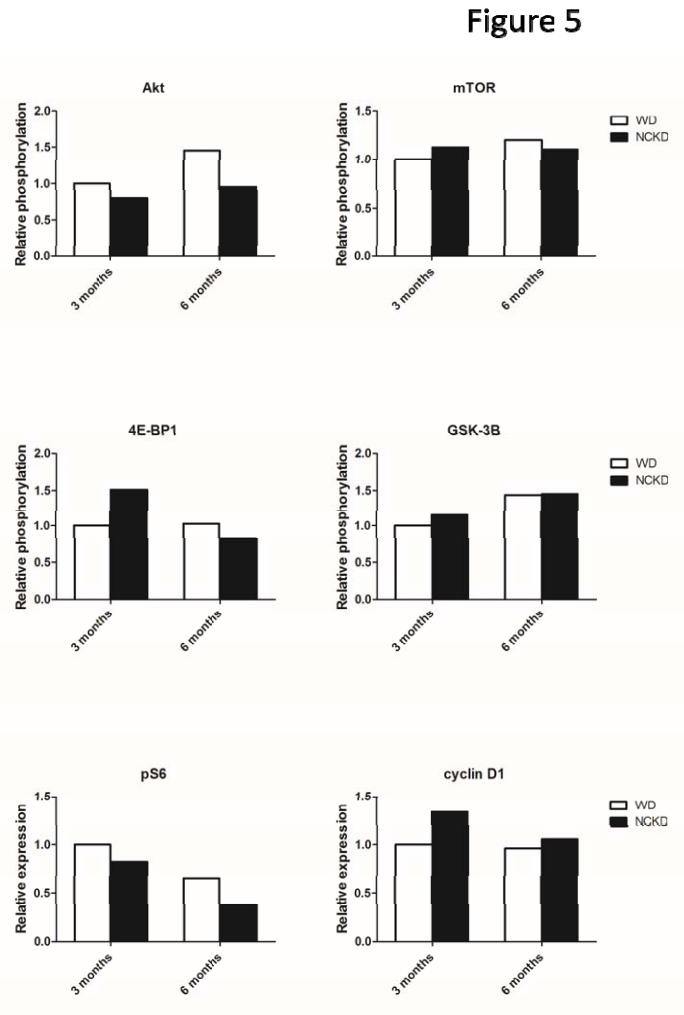 Figure 5
Akt
Relative phosphorylation
2.0
1.5
1.0
0.5
0.0
3 months
6 months
mTOR
Relative phosphorylation
1.5
1.0
0.5
0.0
3 months
6 months
WD
NCKD
4E-BP1
Relative phosphorylation
2.0
1.5
1.0
0.5
0.0
3 months
6 months
GSK-3B
Relative phosphorylation
2.0
1.5
1.0
0.5
0.0
3 months
6 months
WD
NCKD
pS6
Relative expression
1.5
1.0
0.5
0.0
3 months
6 months
cyclin D1
Relative expression
1.5
1.0
0.5
0.0
3 months
6 months
WD
NCKD